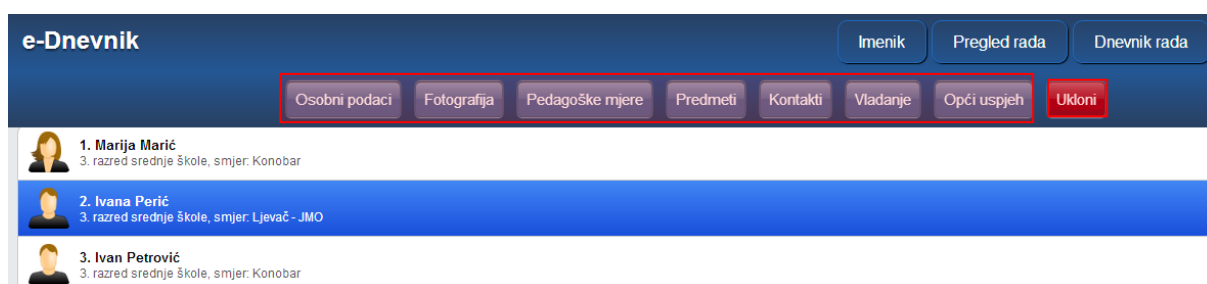 e-Dnevnik Imenik Pregled rada Dnevnik rada
Osobni podaci Fotografija Pedagoške mjere Predmeti Kontakti Vladanje Opći uspjeh Ukloni
1. Marija Marić
3. razred srednje škole, smjer: Konobar
2. Ivana Perić
3. razred srednje škole, smjer: Ljevač - JMO
3. Ivan Petrović
3. razred srednje škole, smjer: Konobar